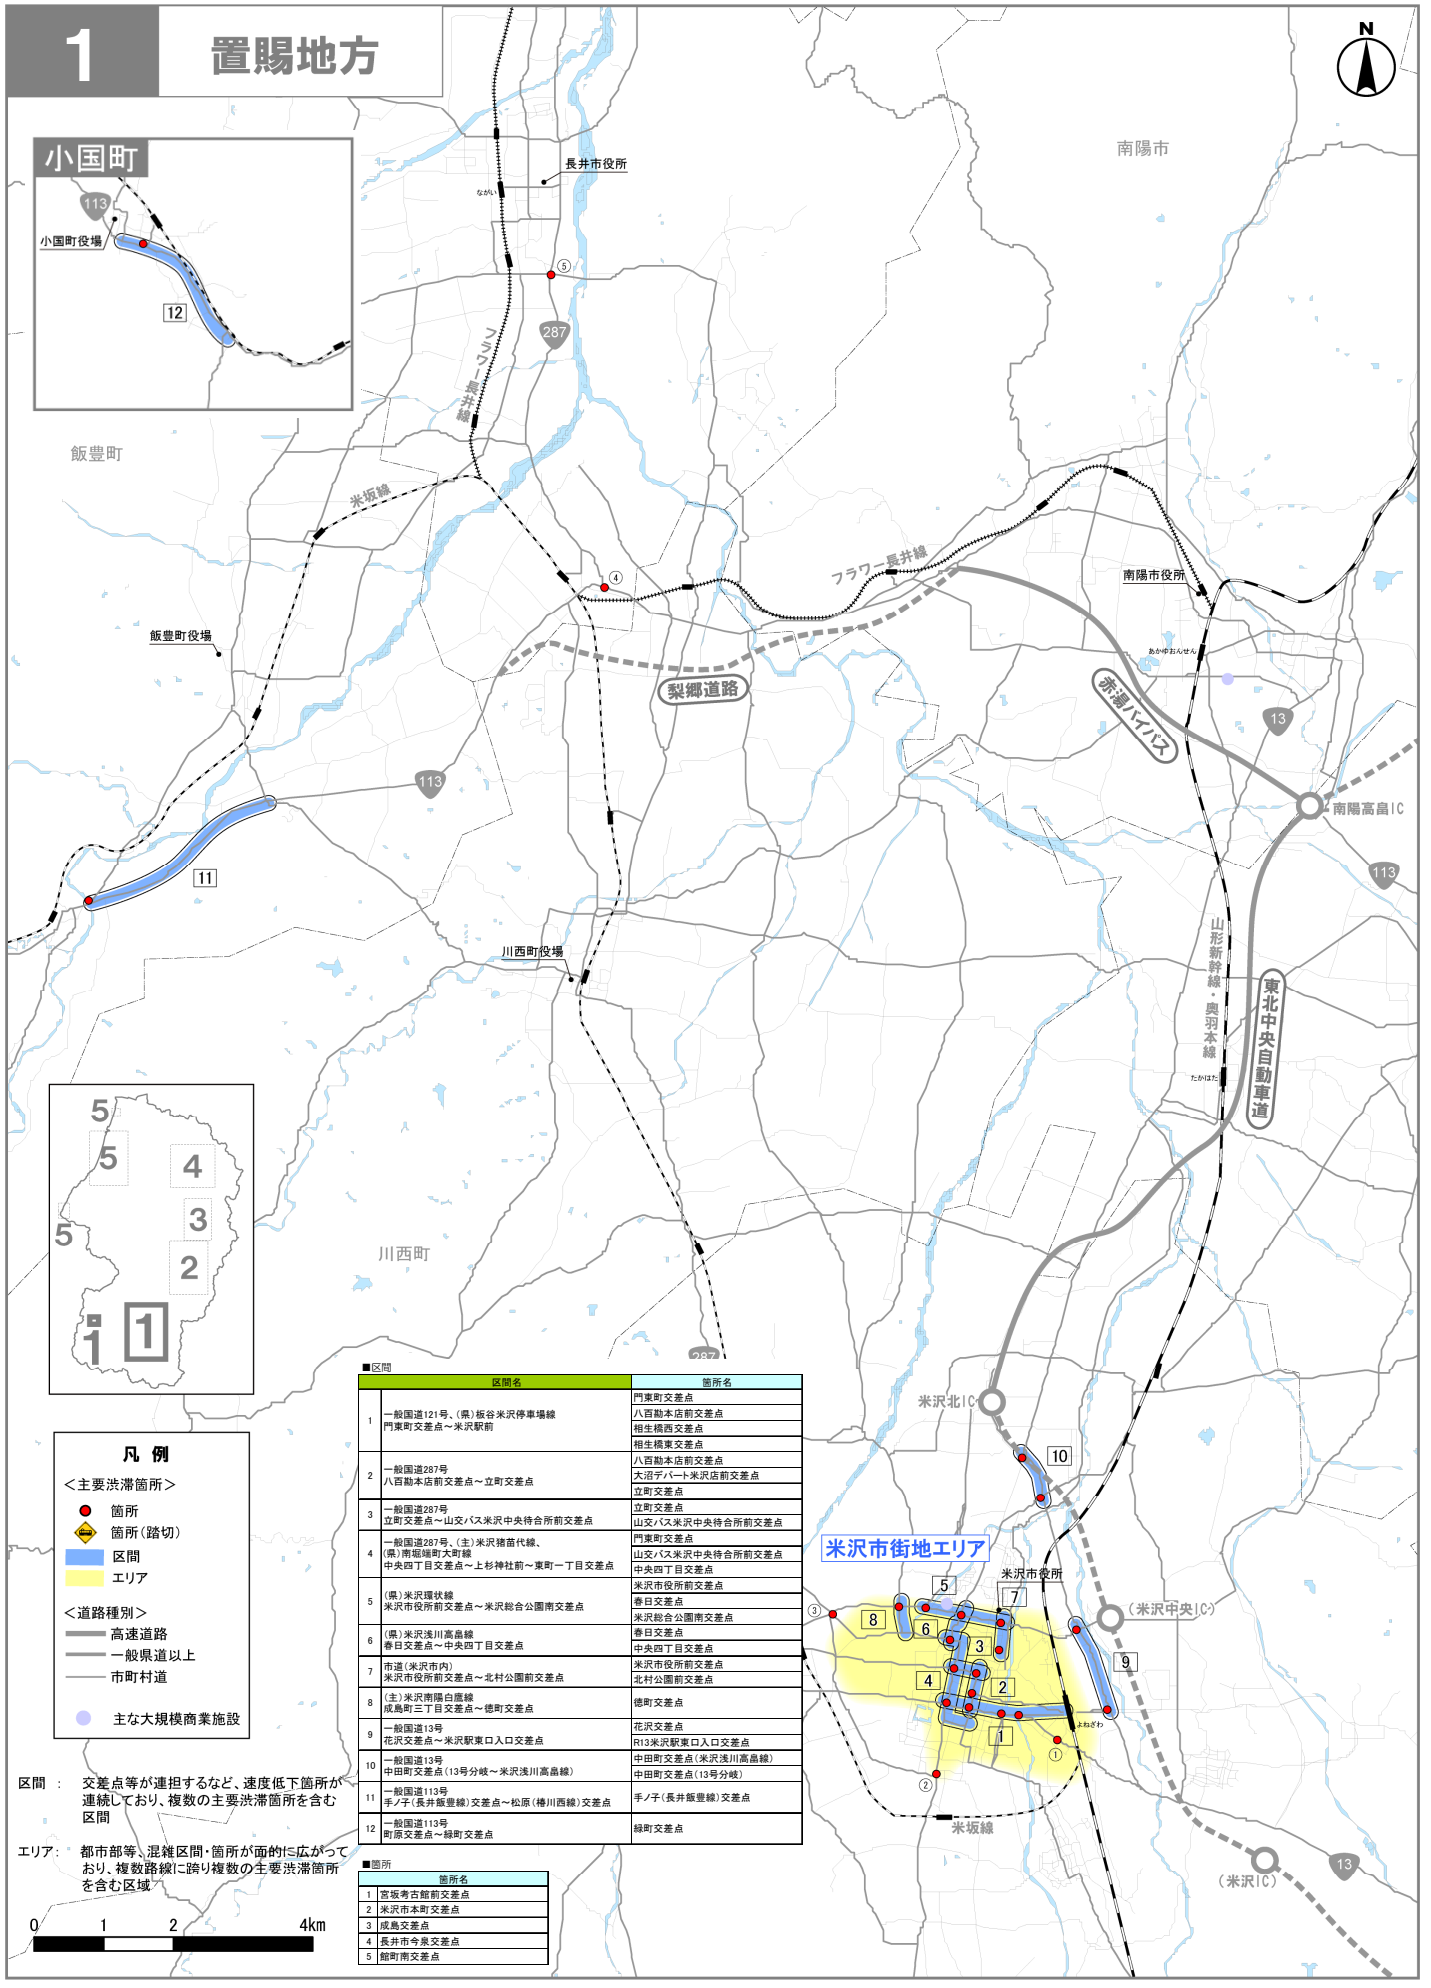 1
置賜地方
N
南陽市
小国町
113
小国町役場
12
長井市役所
ながい
5
287
フラワー長井線
飯豊町
米坂線
4
フラワー長井線
南陽市役所
あかゆおんせん
飯豊町役場
梨郷道路
赤湯バイパス
13
113
南陽高畠IC
11
113
川西町役場
山形新幹線・奥羽本線
東北中央自動車道
たかはた
5
5
4
3
5
2
1
1
川西町
287
米沢北IC
10
米沢市街地エリア
米沢市役所
5
7
3
8
6
3
(米沢中央IC)
9
4
2
1
よねざわ
1
2
米坂線
(米沢IC)
13
凡 例
<主要渋滞箇所>
箇所
箇所(踏切)
区間
エリア
<道路種別>
高速道路
一般県道以上
市町村道
主な大規模商業施設
区間 : 交差点等が連担するなど、速度低下箇所が
連続しており、複数の主要渋滞箇所を含む
区間
エリア: 都市部等、混雑区間・箇所が面的に広がって
おり、複数路線に跨り複数の主要渋滞箇所
を含む区域
0 1 2 4km
■区間
区間名 箇所名
1 一般国道121号、(県)板谷米沢停車場線
門東町交差点~米沢駅前
門東町交差点
八百勘本店前交差点
相生橋西交差点
相生橋東交差点
2 一般国道287号
八百勘本店前交差点~立町交差点
八百勘本店前交差点
大沼デパート米沢店前交差点
立町交差点
3 一般国道287号
立町交差点~山交バス米沢中央待合所前交差点
立町交差点
山交バス米沢中央待合所前交差点
4 一般国道287号、(主)米沢猪苗代線、
(県)南堀端町大町線
中央四丁目交差点~上杉神社前~東町一丁目交差点
門東町交差点
山交バス米沢中央待合所前交差点
中央四丁目交差点
5 (県)米沢環状線
米沢市役所前交差点~米沢総合公園南交差点
米沢市役所前交差点
春日交差点
米沢総合公園南交差点
6 (県)米沢浅川高畠線
春日交差点~中央四丁目交差点
春日交差点
中央四丁目交差点
7 市道(米沢市内)
米沢市役所前交差点~北村公園前交差点
米沢市役所前交差点
北村公園前交差点
8 (主)米沢南陽白鷹線
成島町三丁目交差点~徳町交差点
徳町交差点
9 一般国道13号
花沢交差点~米沢駅東口入口交差点
花沢交差点
R13米沢駅東口入口交差点
10 一般国道13号
中田町交差点(13号分岐~米沢浅川高畠線)
中田町交差点(米沢浅川高畠線)
中田町交差点(13号分岐)
11 一般国道113号
手ノ子(長井飯豊線)交差点~松原(椿川西線)交差点
手ノ子(長井飯豊線)交差点
12 一般国道113号
町原交差点~緑町交差点
緑町交差点
■箇所
箇所名
1 宮坂考古館前交差点
2 米沢市本町交差点
3 成島交差点
4 長井市今泉交差点
5 館町南交差点